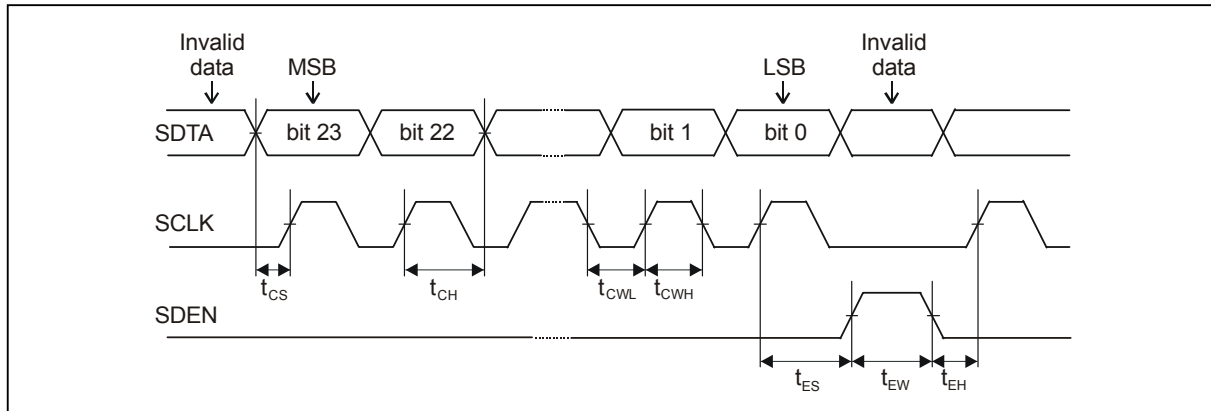 Invalid
data
MSB
LSB
Invalid
data
SDTA
bit 23
bit 22
bit 1
bit 0
SCLK
tCS
tCH
tCWL
tCWH
SDEN
tES
tEW
tEH